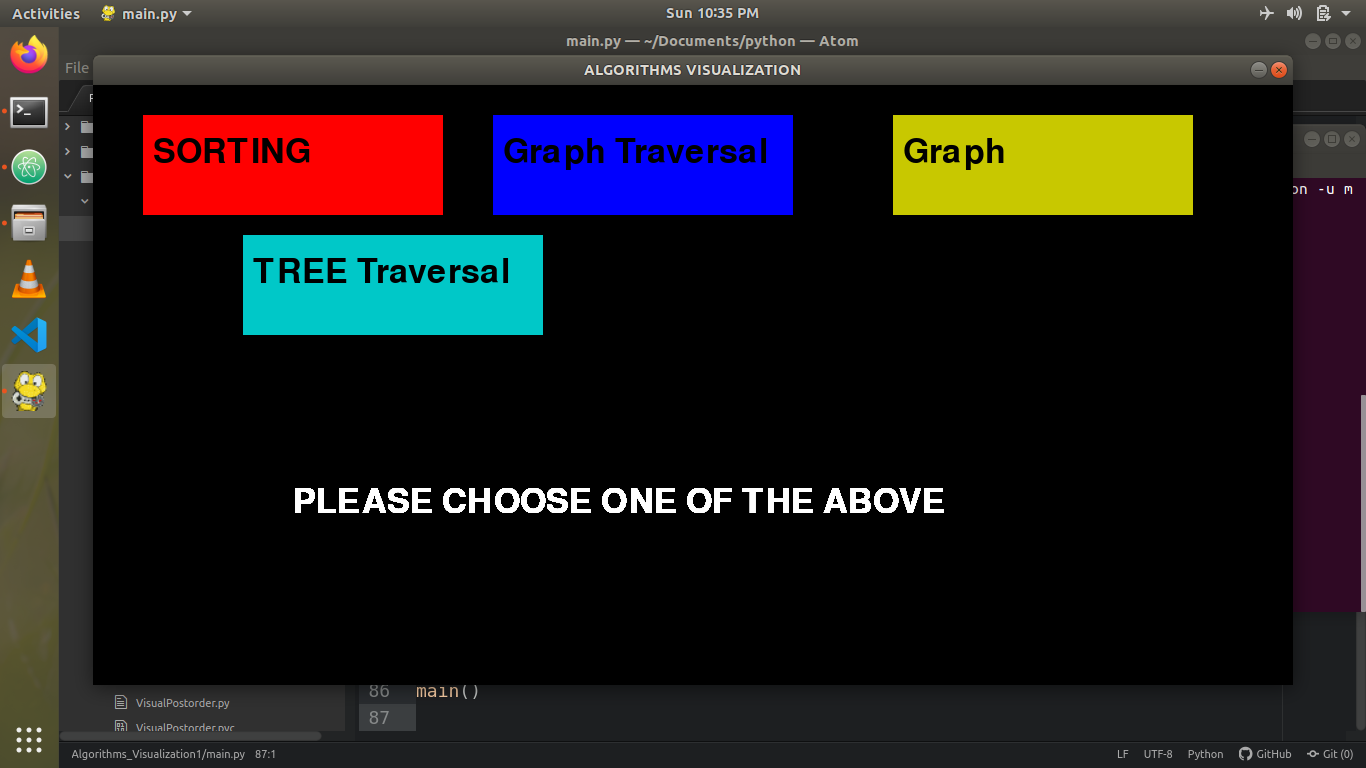 Activities main.py Sun 10:35 PM
main.py — ~/Documents/python — Atom
File
ALGORITHMS VISUALIZATION
SORTING Graph Traversal Graph
on -u m
TREE Traversal
PLEASE CHOOSE ONE OF THE ABOVE
86 main()
VisualPostorder.py
87
VisualPostorder.pyc
Algorithms_Visualization1/main.py 87:1 LF UTF-8 Python GitHub Git (0)